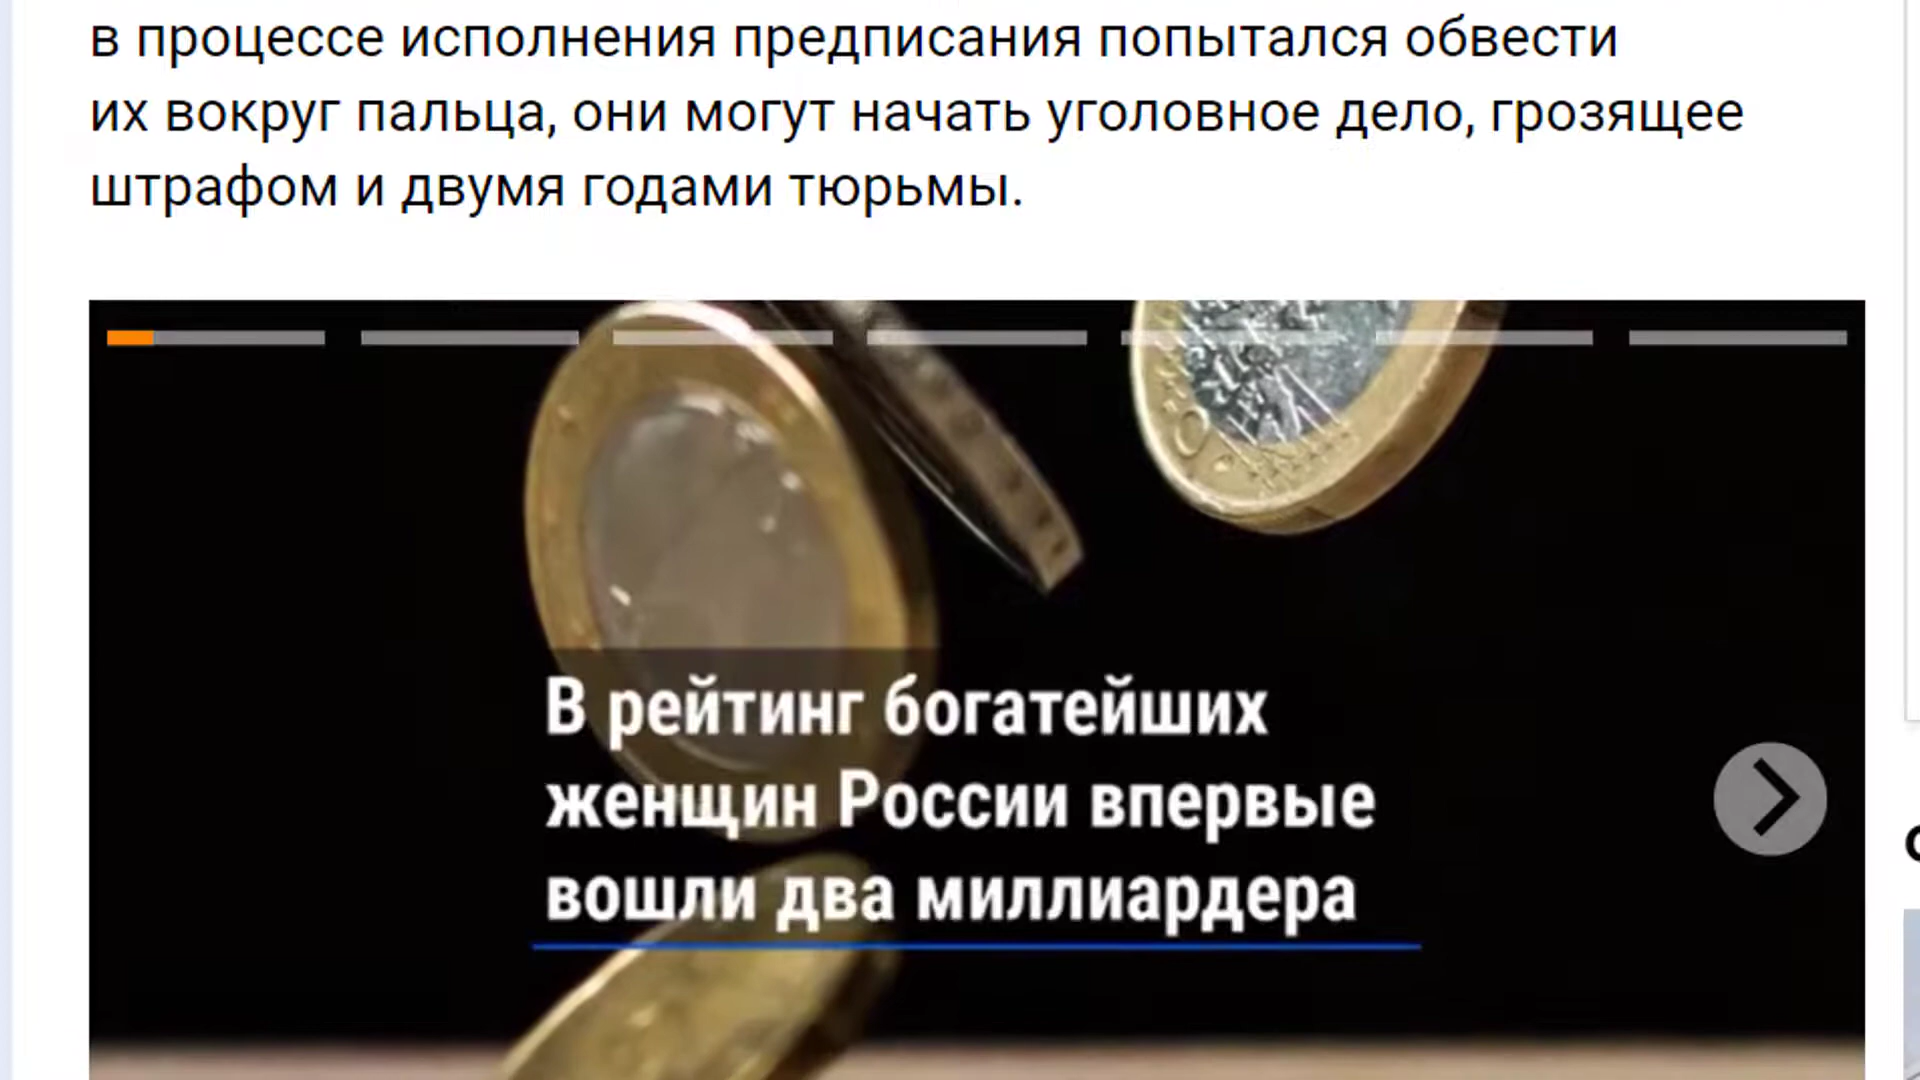 в процессе исполнения предписания попытался обвести
их вокруг пальца, они могут начать уголовное дело, грозящее
штрафом и двумя годами тюрьмы.
В рейтинг богатейших
женщин России впервые
вошли два миллиардера